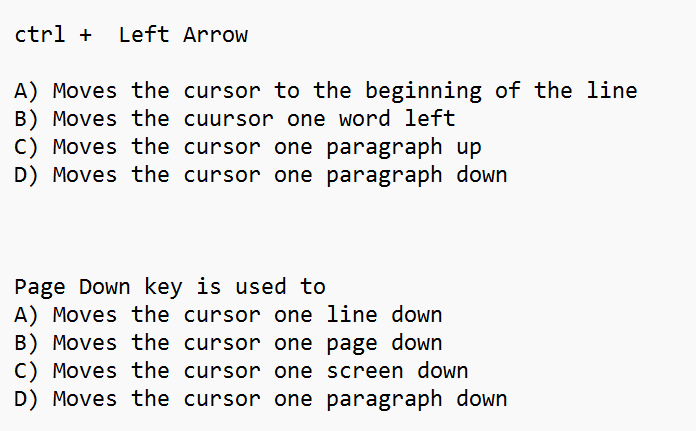 ctrl +  Left Arrow
A) Moves the cursor to the beginning of the line
B) Moves the cuursor one word left
C) Moves the cursor one paragraph up
D) Moves the cursor one paragraph down
Page Down key is used to
A) Moves the cursor one line down
B) Moves the cursor one page down
C) Moves the cursor one screen down
D) Moves the cursor one paragraph down